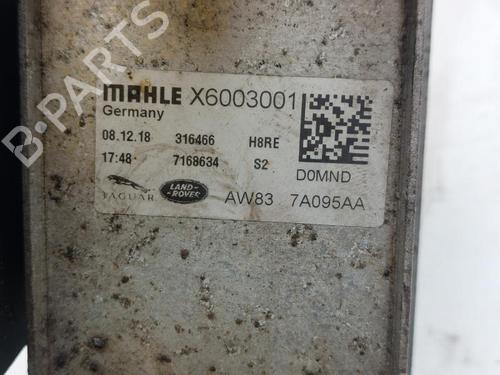 B-PARTS
MAHLE X6003001
Germany
08.12.18 316466 H8RE
17:48 7168634 S2
D0MND
JAGUAR LAND-ROVER AW83 7A095AA